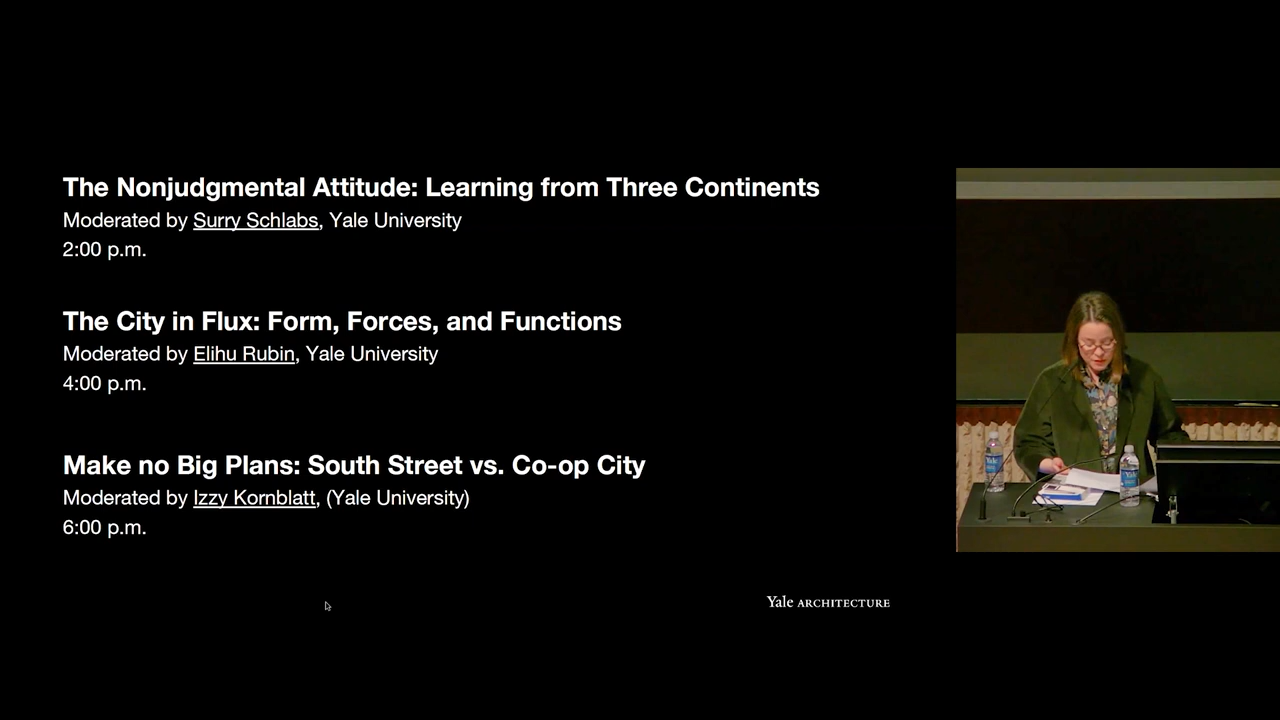 The Nonjudgmental Attitude: Learning from Three Continents
Moderated by Surry Schlabs, Yale University
2:00 p.m.
The City in Flux: Form, Forces, and Functions
Moderated by Elihu Rubin, Yale University
4:00 p.m.
Make no Big Plans: South Street vs. Co-op City
Moderated by Izzy Kornblatt, (Yale University)
6:00 p.m.
Yale ARCHITECTURE
Yale